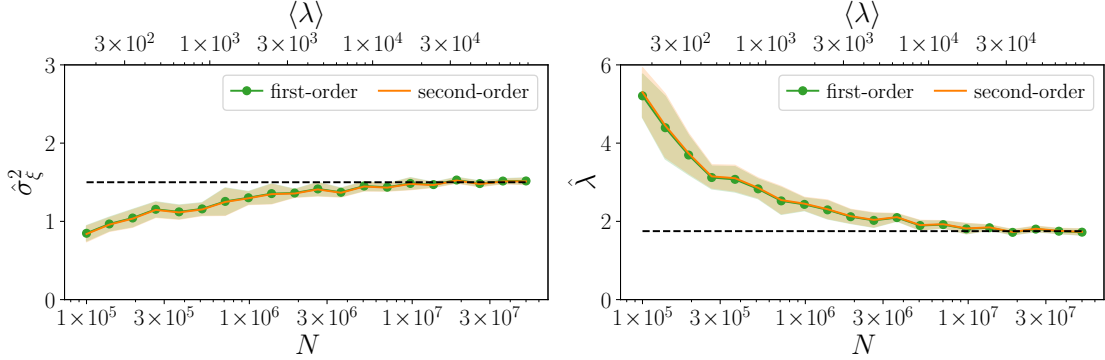 ⟨λ⟩
3×10² 1×10³ 3×10³ 1×10⁴ 3×10⁴
3
2
1
0
σ̂²_ξ
first-order second-order
1×10⁵ 3×10⁵ 1×10⁶ 3×10⁶ 1×10⁷ 3×10⁷
N
⟨λ⟩
3×10² 1×10³ 3×10³ 1×10⁴ 3×10⁴
6
4
2
0
λ̂
first-order second-order
1×10⁵ 3×10⁵ 1×10⁶ 3×10⁶ 1×10⁷ 3×10⁷
N